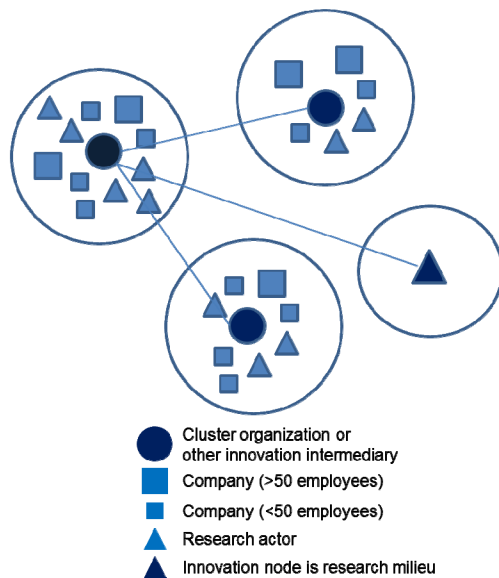 Cluster organization or
other innovation intermediary
Company (>50 employees)
Company (<50 employees)
Research actor
Innovation node is research milieu